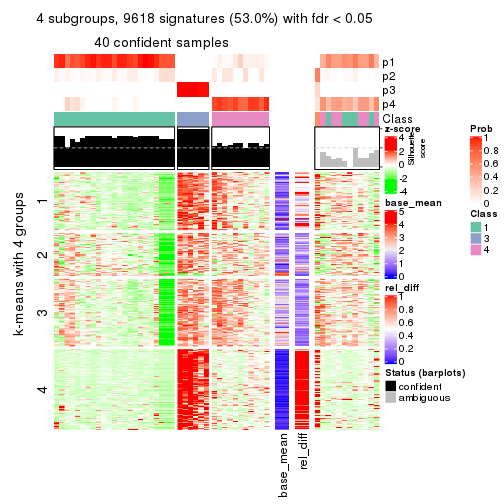 4 subgroups, 9618 signatures (53.0%) with fdr < 0.05
40 confident samples
p1
p2
p3
p4
Class
Silhouette score
k-means with 4 groups
1
2
3
4
base_mean
rel_diff
z-score
4
2
0
-2
-4
base_mean
5
4
3
2
1
0
rel_diff
1
0.8
0.6
0.4
0.2
0
Status (barplots)
confident
ambiguous
Prob
1
0.8
0.6
0.4
0.2
0
Class
1
3
4